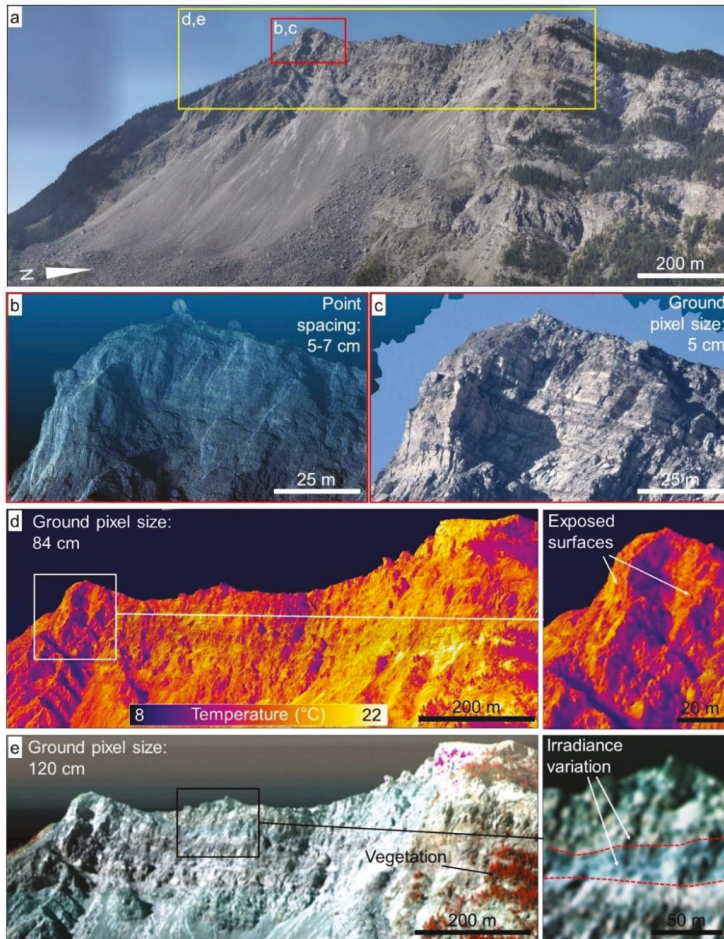 a
d,e
b,c
N
200 m
b
Point
spacing:
5-7 cm
25 m
c
Ground
pixel size:
5 cm
25 m
d
Ground pixel size:
84 cm
8 Temperature (°C) 22
200 m
Exposed
surfaces
20 m
e
Ground pixel size:
120 cm
Vegetation
200 m
Irradiance
variation
50 m